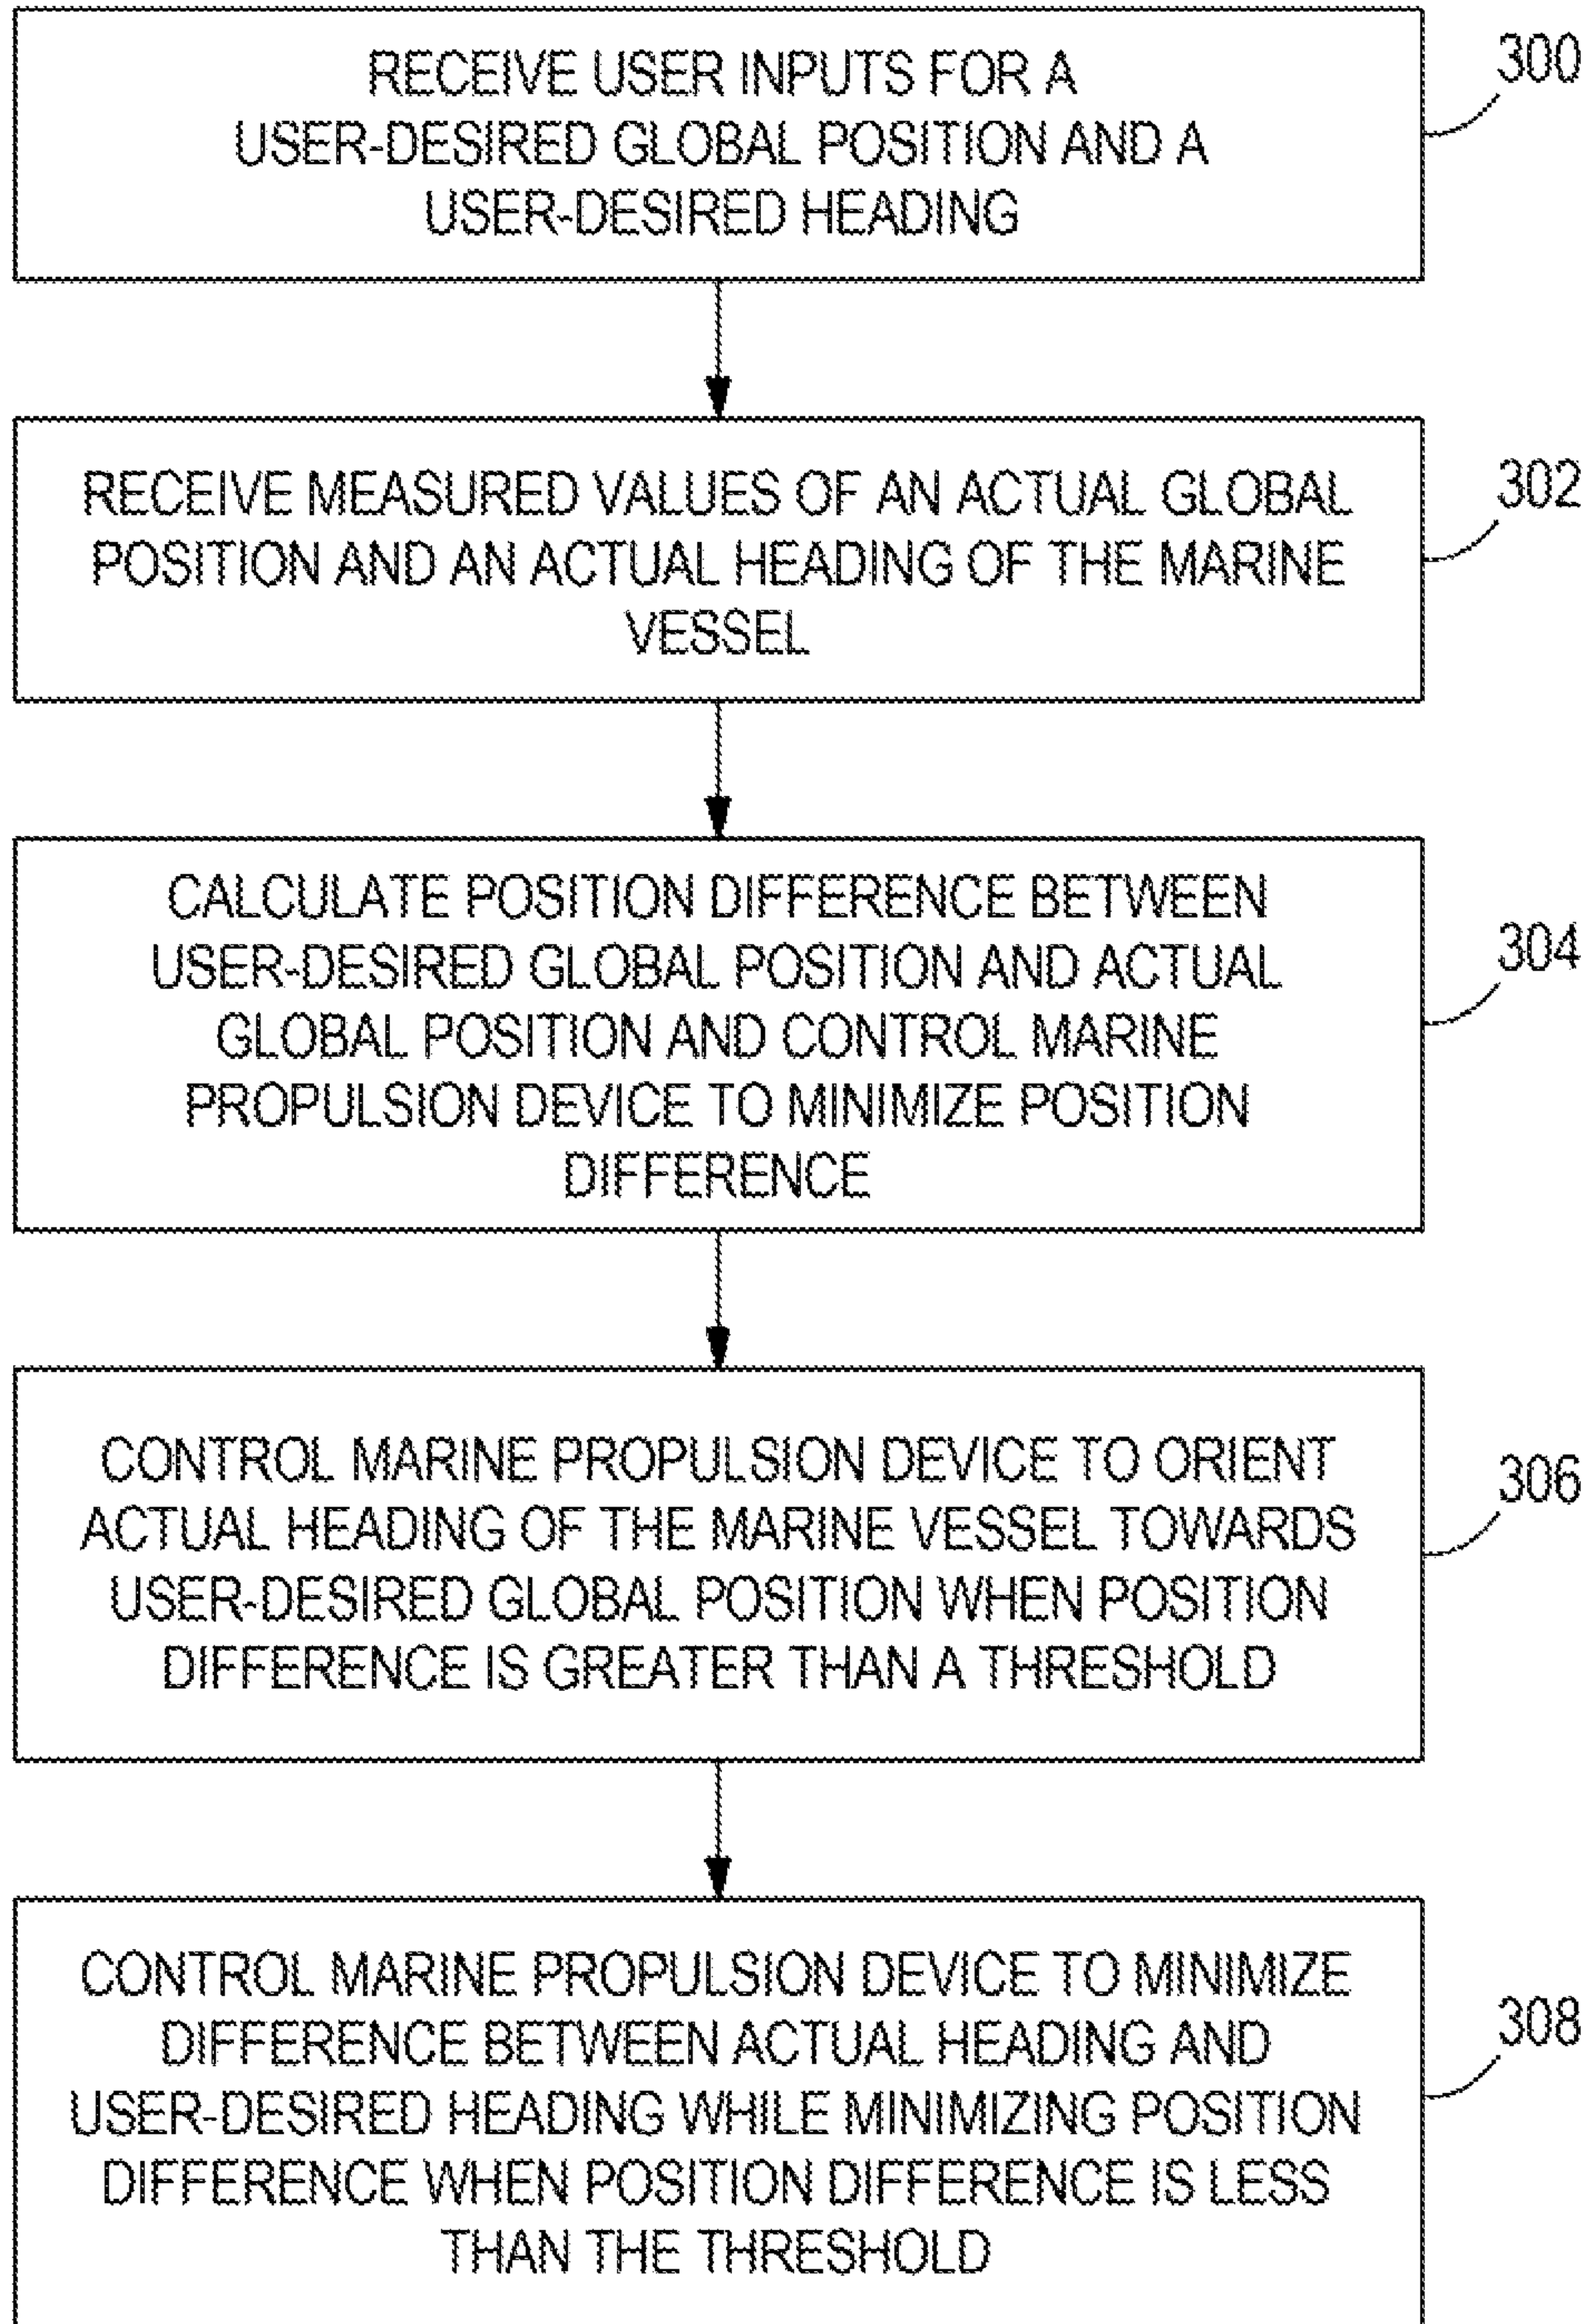 RECEIVE USER INPUTS FOR A
USER-DESIRED GLOBAL POSITION AND A
USER-DESIRED HEADING
300
RECEIVE MEASURED VALUES OF AN ACTUAL GLOBAL
POSITION AND AN ACTUAL HEADING OF THE MARINE
VESSEL
302
CALCULATE POSITION DIFFERENCE BETWEEN
USER-DESIRED GLOBAL POSITION AND ACTUAL
GLOBAL POSITION AND CONTROL MARINE
PROPULSION DEVICE TO MINIMIZE POSITION
DIFFERENCE
304
CONTROL MARINE PROPULSION DEVICE TO ORIENT
ACTUAL HEADING OF THE MARINE VESSEL TOWARDS
USER-DESIRED GLOBAL POSITION WHEN POSITION
DIFFERENCE IS GREATER THAN A THRESHOLD
306
CONTROL MARINE PROPULSION DEVICE TO MINIMIZE
DIFFERENCE BETWEEN ACTUAL HEADING AND
USER-DESIRED HEADING WHILE MINIMIZING POSITION
DIFFERENCE WHEN POSITION DIFFERENCE IS LESS
THAN THE THRESHOLD
308